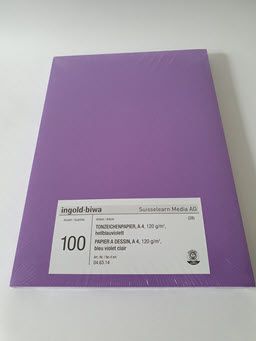 ingold-biwa
Suisselearn Media AG
100
TONZEICHENPAPIER, A 4, 120 g/m²,
hellblauviolett
PAPIER A DESSIN, A 4, 120 g/m²,
bleu violet clair
04.63.14